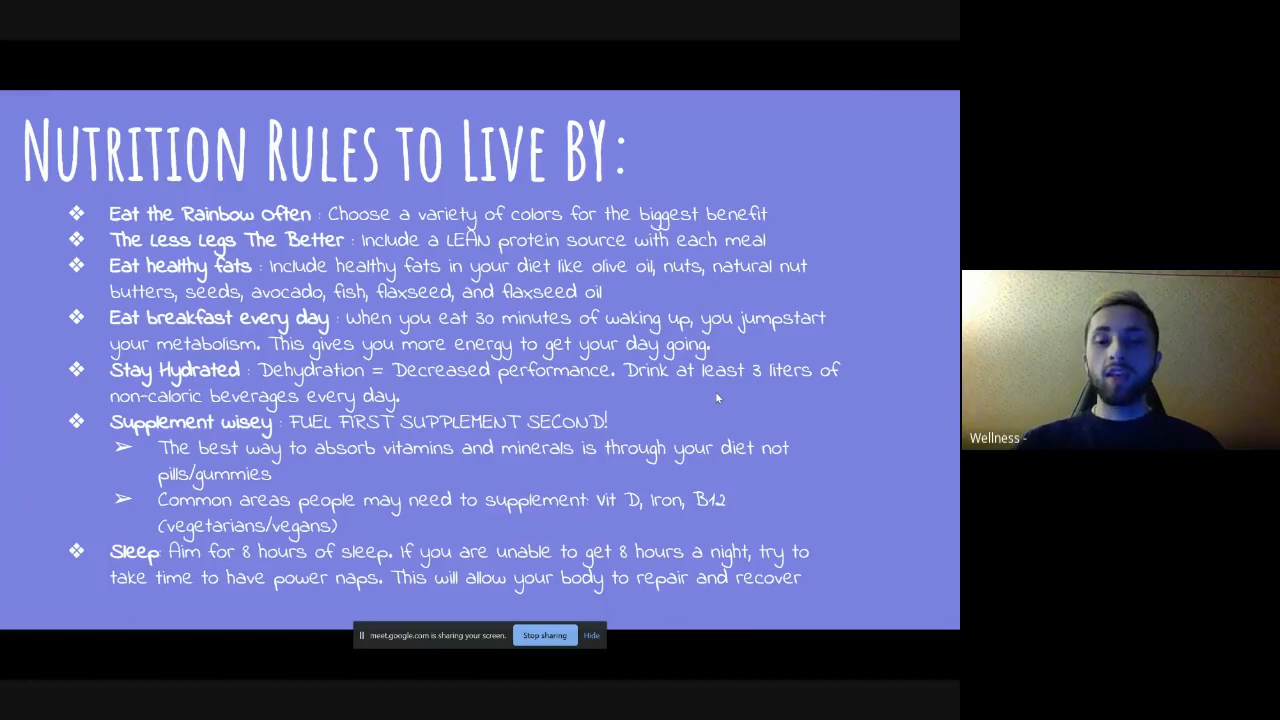 NUTRITION RULES TO LIVE BY:
❖ Eat the Rainbow Often : Choose a variety of colors for the biggest benefit
❖ The Less Legs The Better : Include a LEAN protein source with each meal
❖ Eat healthy fats : Include healthy fats in your diet like olive oil, nuts, natural nut
butters, seeds, avocado, fish, flaxseed, and flaxseed oil
❖ Eat breakfast every day : When you eat 30 minutes of waking up, you jumpstart
your metabolism. This gives you more energy to get your day going.
❖ Stay Hydrated : Dehydration = Decreased performance. Drink at least 3 liters of
non-caloric beverages every day.
❖ Supplement wisey : FUEL FIRST SUPPLEMENT SECOND!
➢ The best way to absorb vitamins and minerals is through your diet not
pills/gummies
➢ Common areas people may need to supplement: Vit D, Iron, B12
(vegetarians/vegans)
❖ Sleep: Aim for 8 hours of sleep. If you are unable to get 8 hours a night, try to
take time to have power naps. This will allow your body to repair and recover
meet.google.com is sharing your screen. Stop sharing Hide
Wellness -